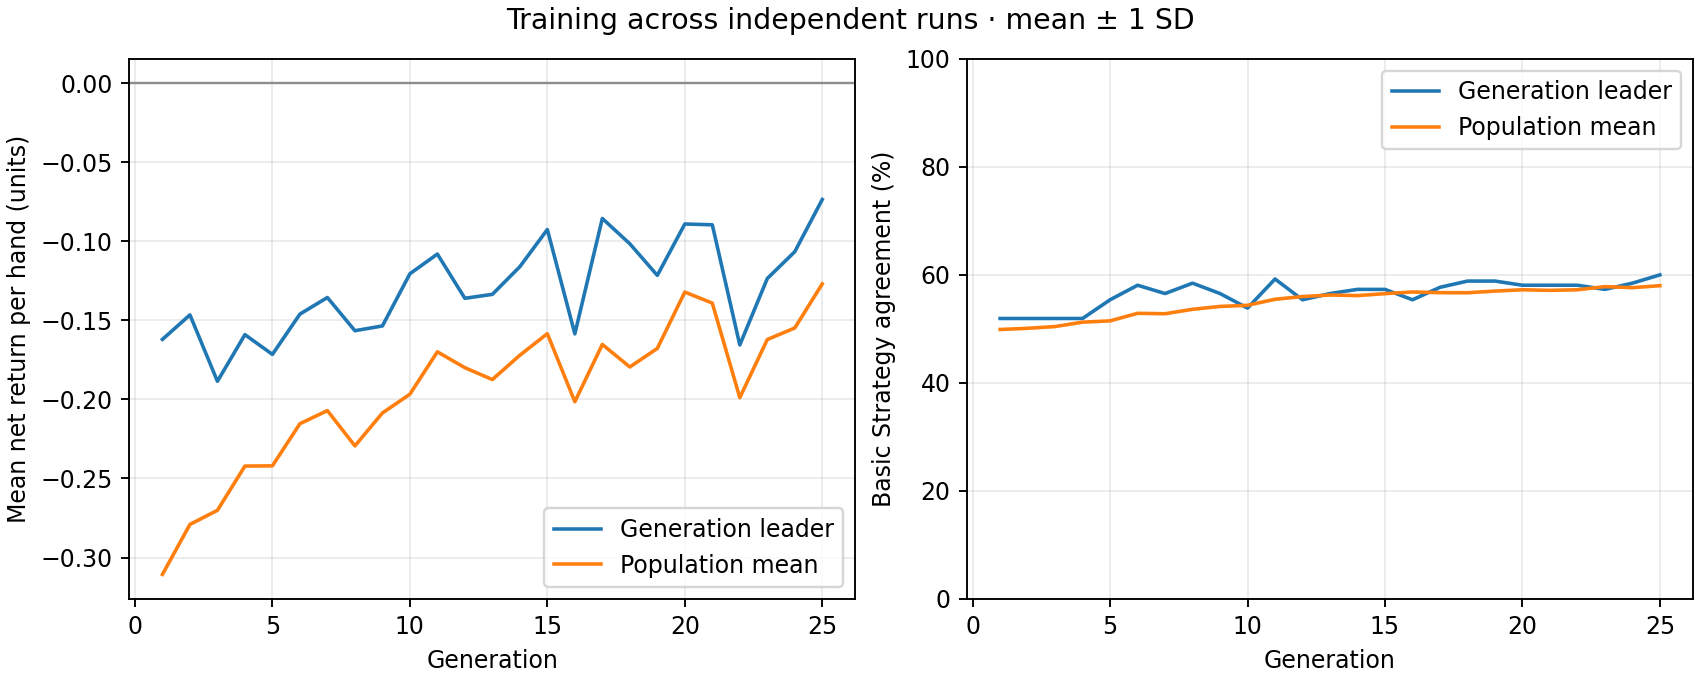 Training across independent runs · mean ± 1 SD
Mean net return per hand (units)
0.00
−0.05
−0.10
−0.15
−0.20
−0.25
−0.30
0 5 10 15 20 25
Generation
Generation leader
Population mean
Basic Strategy agreement (%)
100
80
60
40
20
0
0 5 10 15 20 25
Generation
Generation leader
Population mean